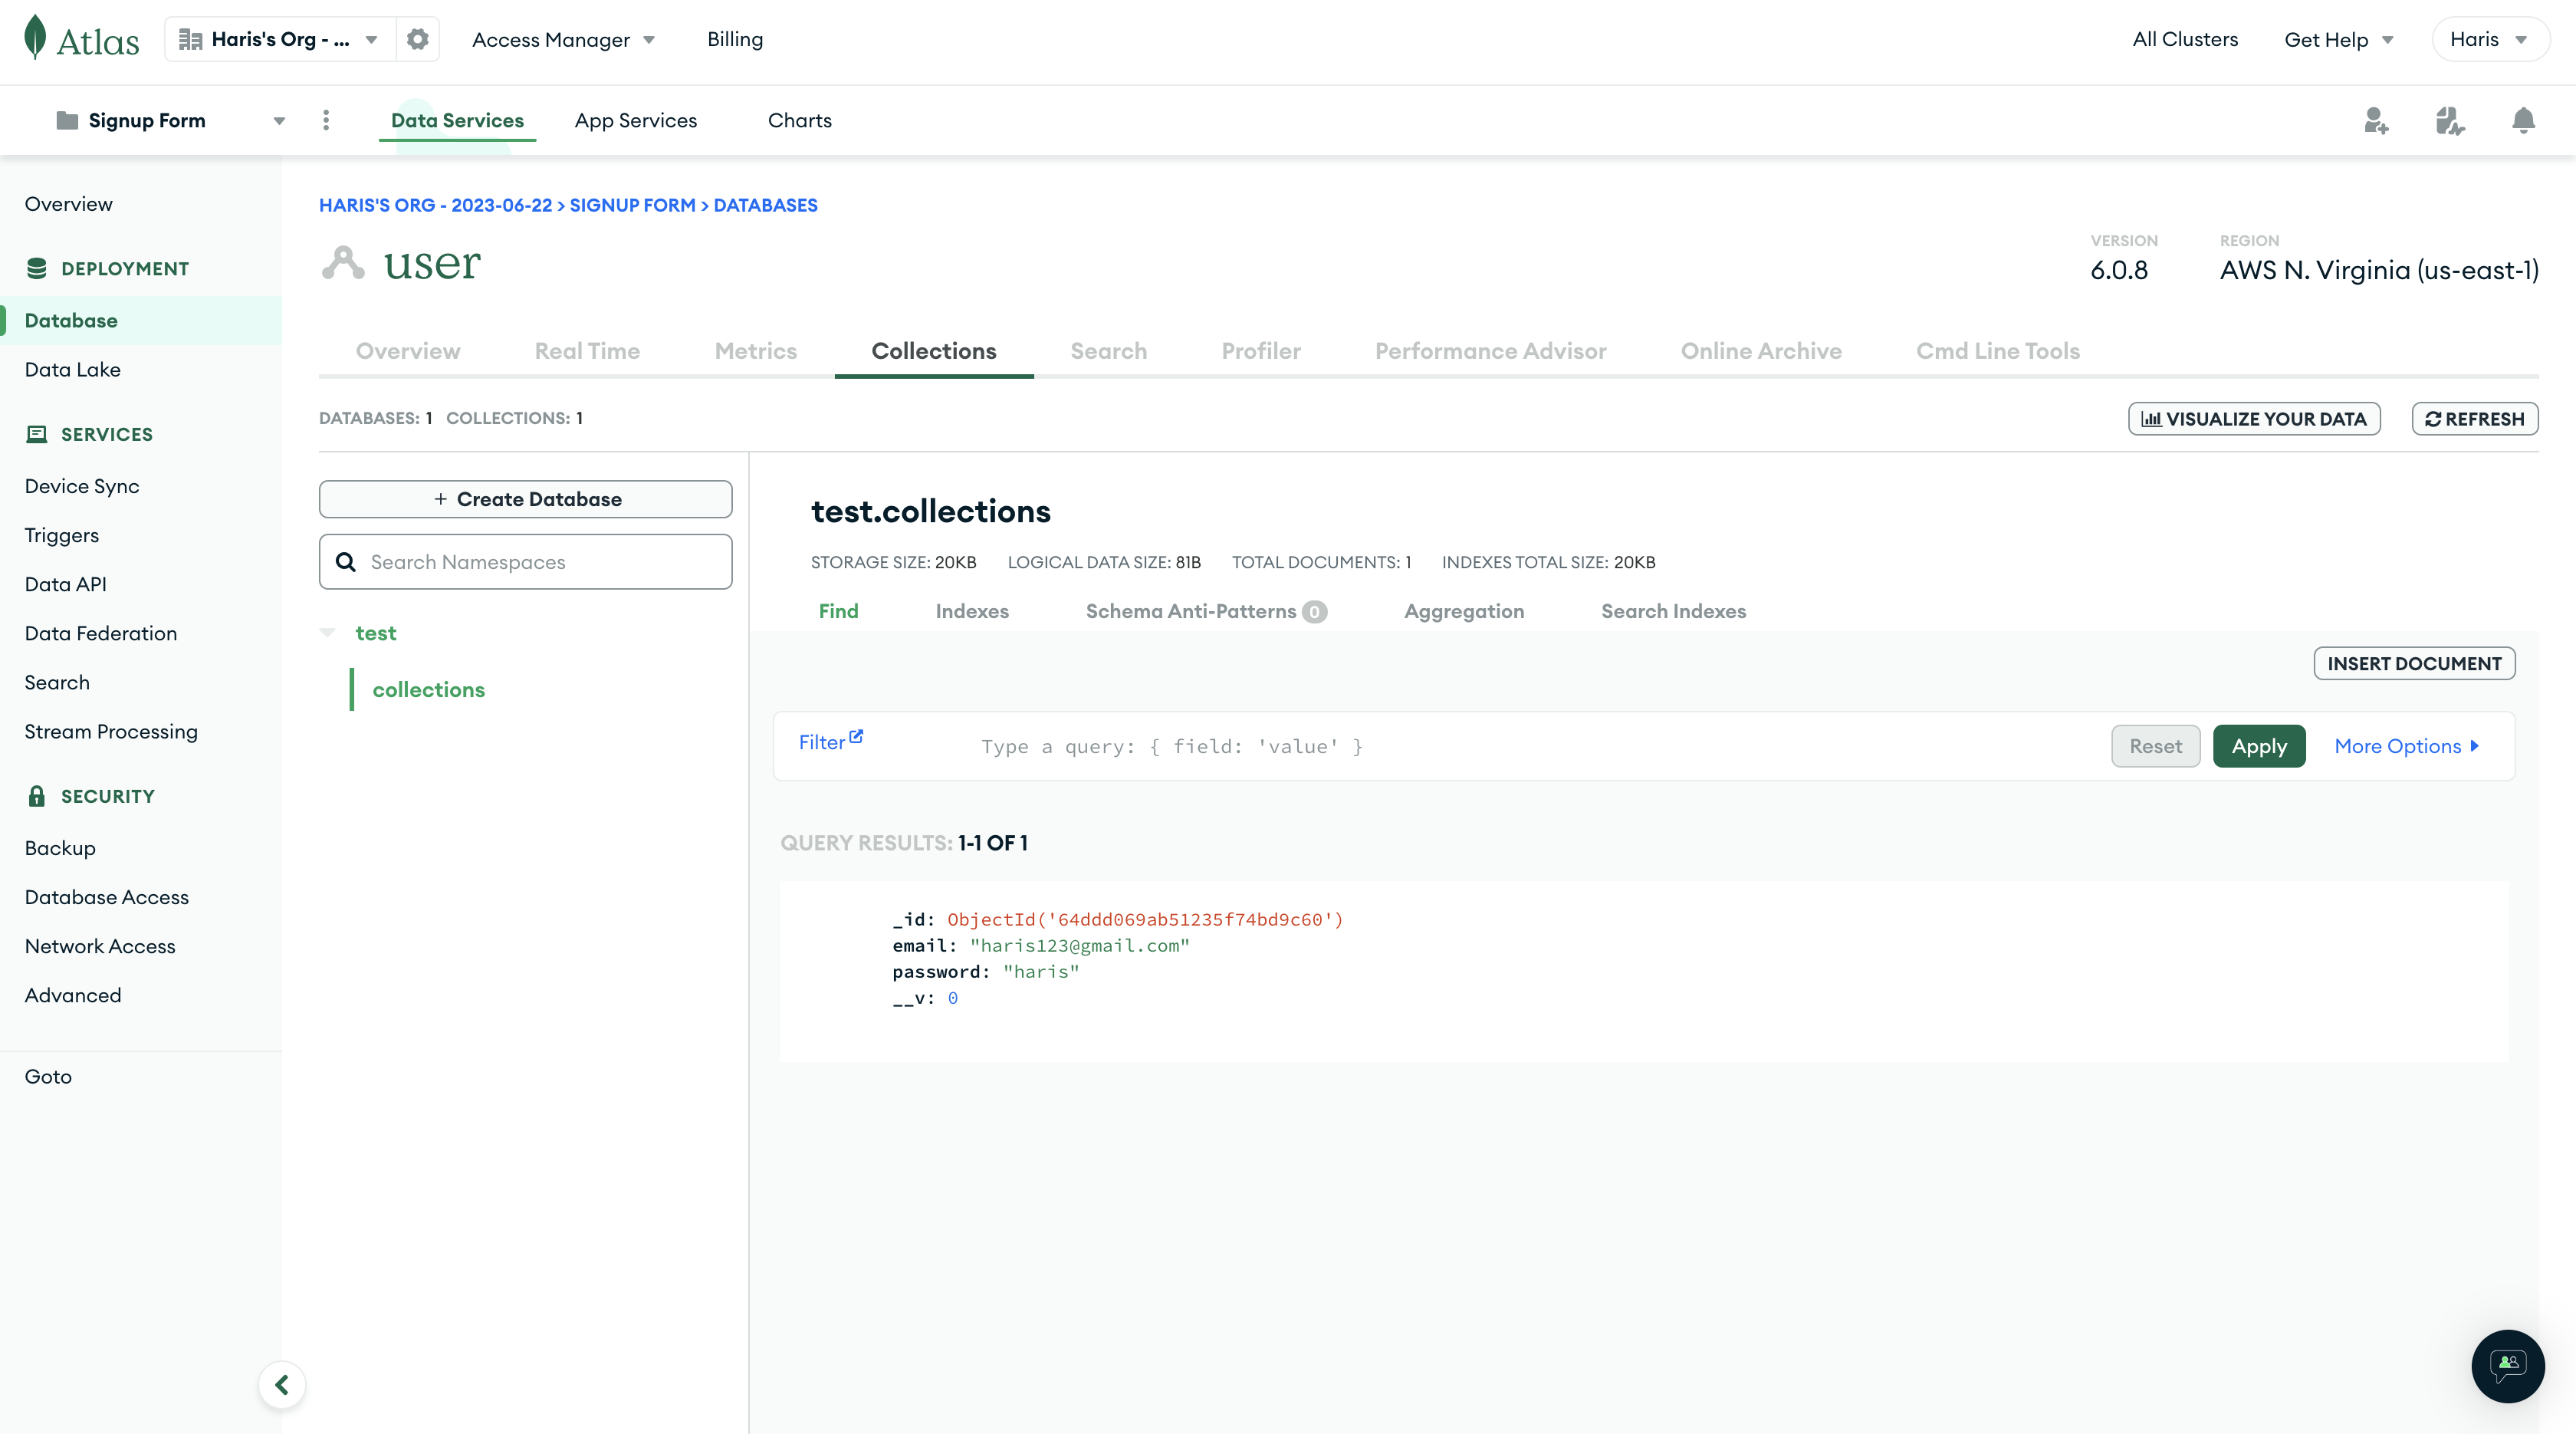 Atlas
Haris's Org - ...
Access Manager
Billing
All Clusters
Get Help
Haris
Signup Form
Data Services
App Services
Charts
Overview
DEPLOYMENT
Database
Data Lake
SERVICES
Device Sync
Triggers
Data API
Data Federation
Search
Stream Processing
SECURITY
Backup
Database Access
Network Access
Advanced
Goto
HARIS'S ORG - 2023-06-22 > SIGNUP FORM > DATABASES
user
VERSION
6.0.8
REGION
AWS N. Virginia (us-east-1)
Overview
Real Time
Metrics
Collections
Search
Profiler
Performance Advisor
Online Archive
Cmd Line Tools
DATABASES: 1 COLLECTIONS: 1
VISUALIZE YOUR DATA
REFRESH
+ Create Database
Search Namespaces
test
collections
test.collections
STORAGE SIZE: 20KB LOGICAL DATA SIZE: 81B TOTAL DOCUMENTS: 1 INDEXES TOTAL SIZE: 20KB
Find
Indexes
Schema Anti-Patterns 0
Aggregation
Search Indexes
INSERT DOCUMENT
Filter
Type a query: { field: 'value' }
Reset
Apply
More Options
QUERY RESULTS: 1-1 OF 1
_id: ObjectId('64ddd069ab51235f74bd9c60')
email: "haris123@gmail.com"
password: "haris"
__v: 0